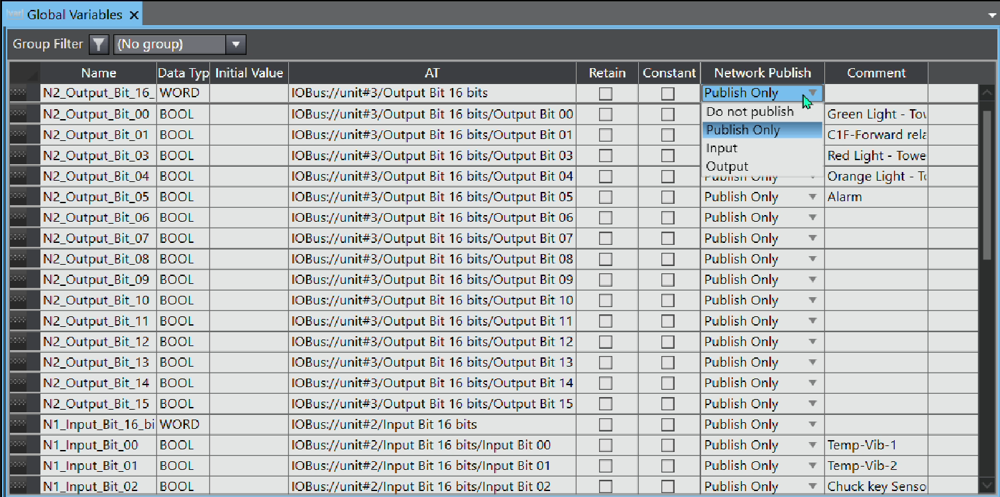 var Global Variables ×
Group Filter (No group)
Name Data Typ Initial Value AT Retain Constant Network Publish Comment
N2_Output_Bit_16_ WORD IOBus://unit#3/Output Bit 16 bits Publish Only
N2_Output_Bit_00 BOOL IOBus://unit#3/Output Bit 16 bits/Output Bit 00 Do not publish Green Light - Tow
N2_Output_Bit_01 BOOL IOBus://unit#3/Output Bit 16 bits/Output Bit 01 Publish Only C1F-Forward rela
N2_Output_Bit_03 BOOL IOBus://unit#3/Output Bit 16 bits/Output Bit 03 Input Red Light - Towe
Output
N2_Output_Bit_04 BOOL IOBus://unit#3/Output Bit 16 bits/Output Bit 04 Publish Only Orange Light - To
N2_Output_Bit_05 BOOL IOBus://unit#3/Output Bit 16 bits/Output Bit 05 Publish Only Alarm
N2_Output_Bit_06 BOOL IOBus://unit#3/Output Bit 16 bits/Output Bit 06 Publish Only
N2_Output_Bit_07 BOOL IOBus://unit#3/Output Bit 16 bits/Output Bit 07 Publish Only
N2_Output_Bit_08 BOOL IOBus://unit#3/Output Bit 16 bits/Output Bit 08 Publish Only
N2_Output_Bit_09 BOOL IOBus://unit#3/Output Bit 16 bits/Output Bit 09 Publish Only
N2_Output_Bit_10 BOOL IOBus://unit#3/Output Bit 16 bits/Output Bit 10 Publish Only
N2_Output_Bit_11 BOOL IOBus://unit#3/Output Bit 16 bits/Output Bit 11 Publish Only
N2_Output_Bit_12 BOOL IOBus://unit#3/Output Bit 16 bits/Output Bit 12 Publish Only
N2_Output_Bit_13 BOOL IOBus://unit#3/Output Bit 16 bits/Output Bit 13 Publish Only
N2_Output_Bit_14 BOOL IOBus://unit#3/Output Bit 16 bits/Output Bit 14 Publish Only
N2_Output_Bit_15 BOOL IOBus://unit#3/Output Bit 16 bits/Output Bit 15 Publish Only
N1_Input_Bit_16_bi WORD IOBus://unit#2/Input Bit 16 bits Publish Only
N1_Input_Bit_00 BOOL IOBus://unit#2/Input Bit 16 bits/Input Bit 00 Publish Only Temp-Vib-1
N1_Input_Bit_01 BOOL IOBus://unit#2/Input Bit 16 bits/Input Bit 01 Publish Only Temp-Vib-2
N1_Input_Bit_02 BOOL IOBus://unit#2/Input Bit 16 bits/Input Bit 02 Publish Only Chuck key Senso